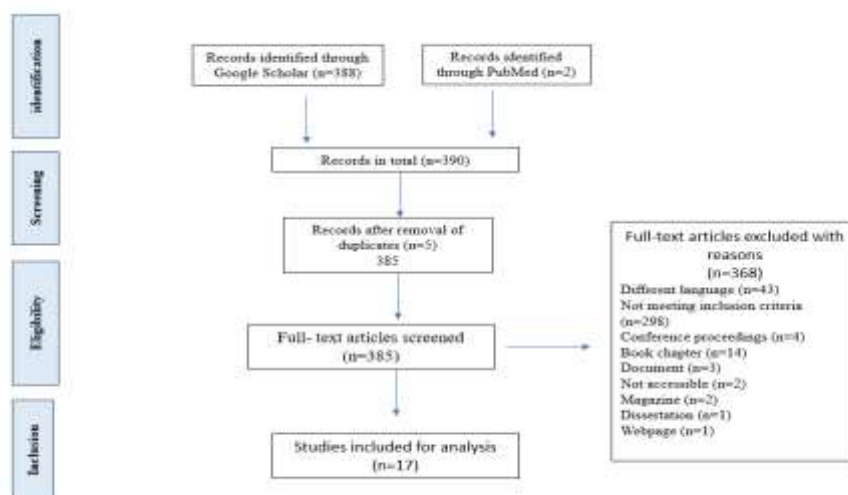 identification
Records identified through
Google Scholar (n=388)
Records identified
through PubMed (n=2)
Records in total (n=390)
Screening
Records after removal of
duplicates (n=5)
385
Full-text articles excluded with
reasons
(n=368)
Different language (n=43)
Not meeting inclusion criteria
(n=298)
Conference proceedings (n=4)
Book chapter (n=14)
Document (n=3)
Not accessible (n=2)
Magazine (n=2)
Dissertation (n=1)
Webpage (n=1)
Eligibility
Full- text articles screened
(n=385)
Inclusion
Studies included for analysis
(n=17)